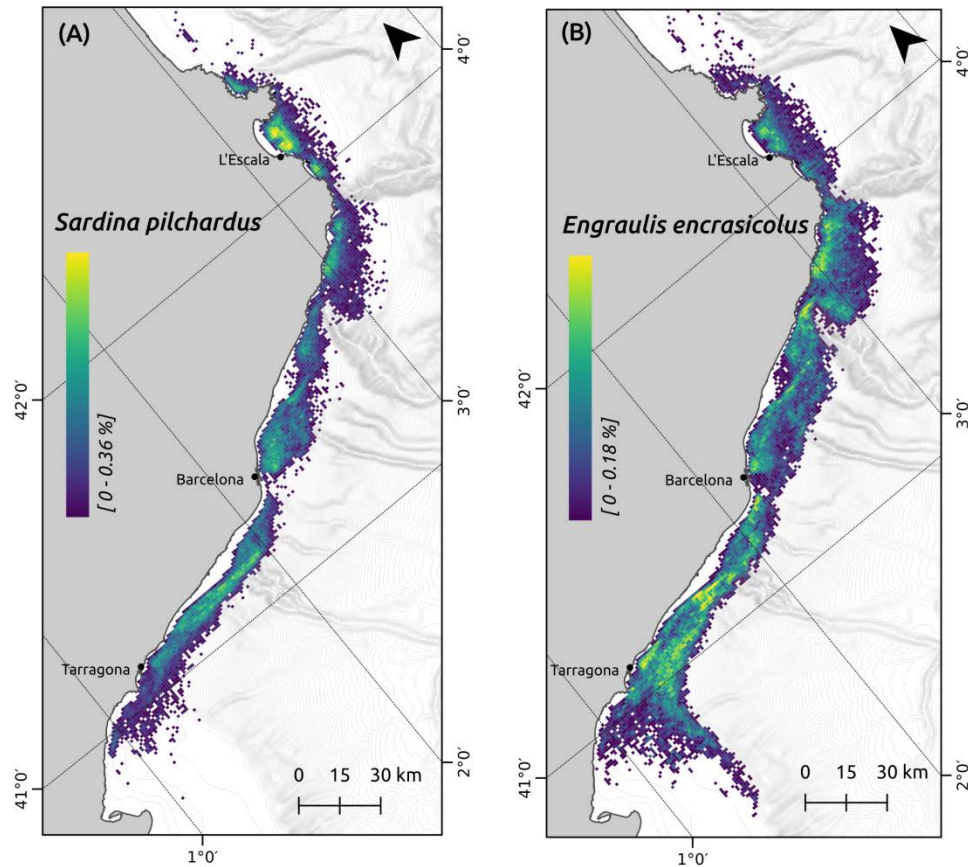 (A)
4°0'
L'Escala
Sardina pilchardus
[ 0 - 0.36 %]
42°0'
3°0'
Barcelona
Tarragona
0 15 30 km
41°0'
2°0'
1°0'
(B)
4°0'
L'Escala
Engraulis encrasicolus
[ 0 - 0.18 %]
42°0'
3°0'
Barcelona
Tarragona
0 15 30 km
41°0'
2°0'
1°0'